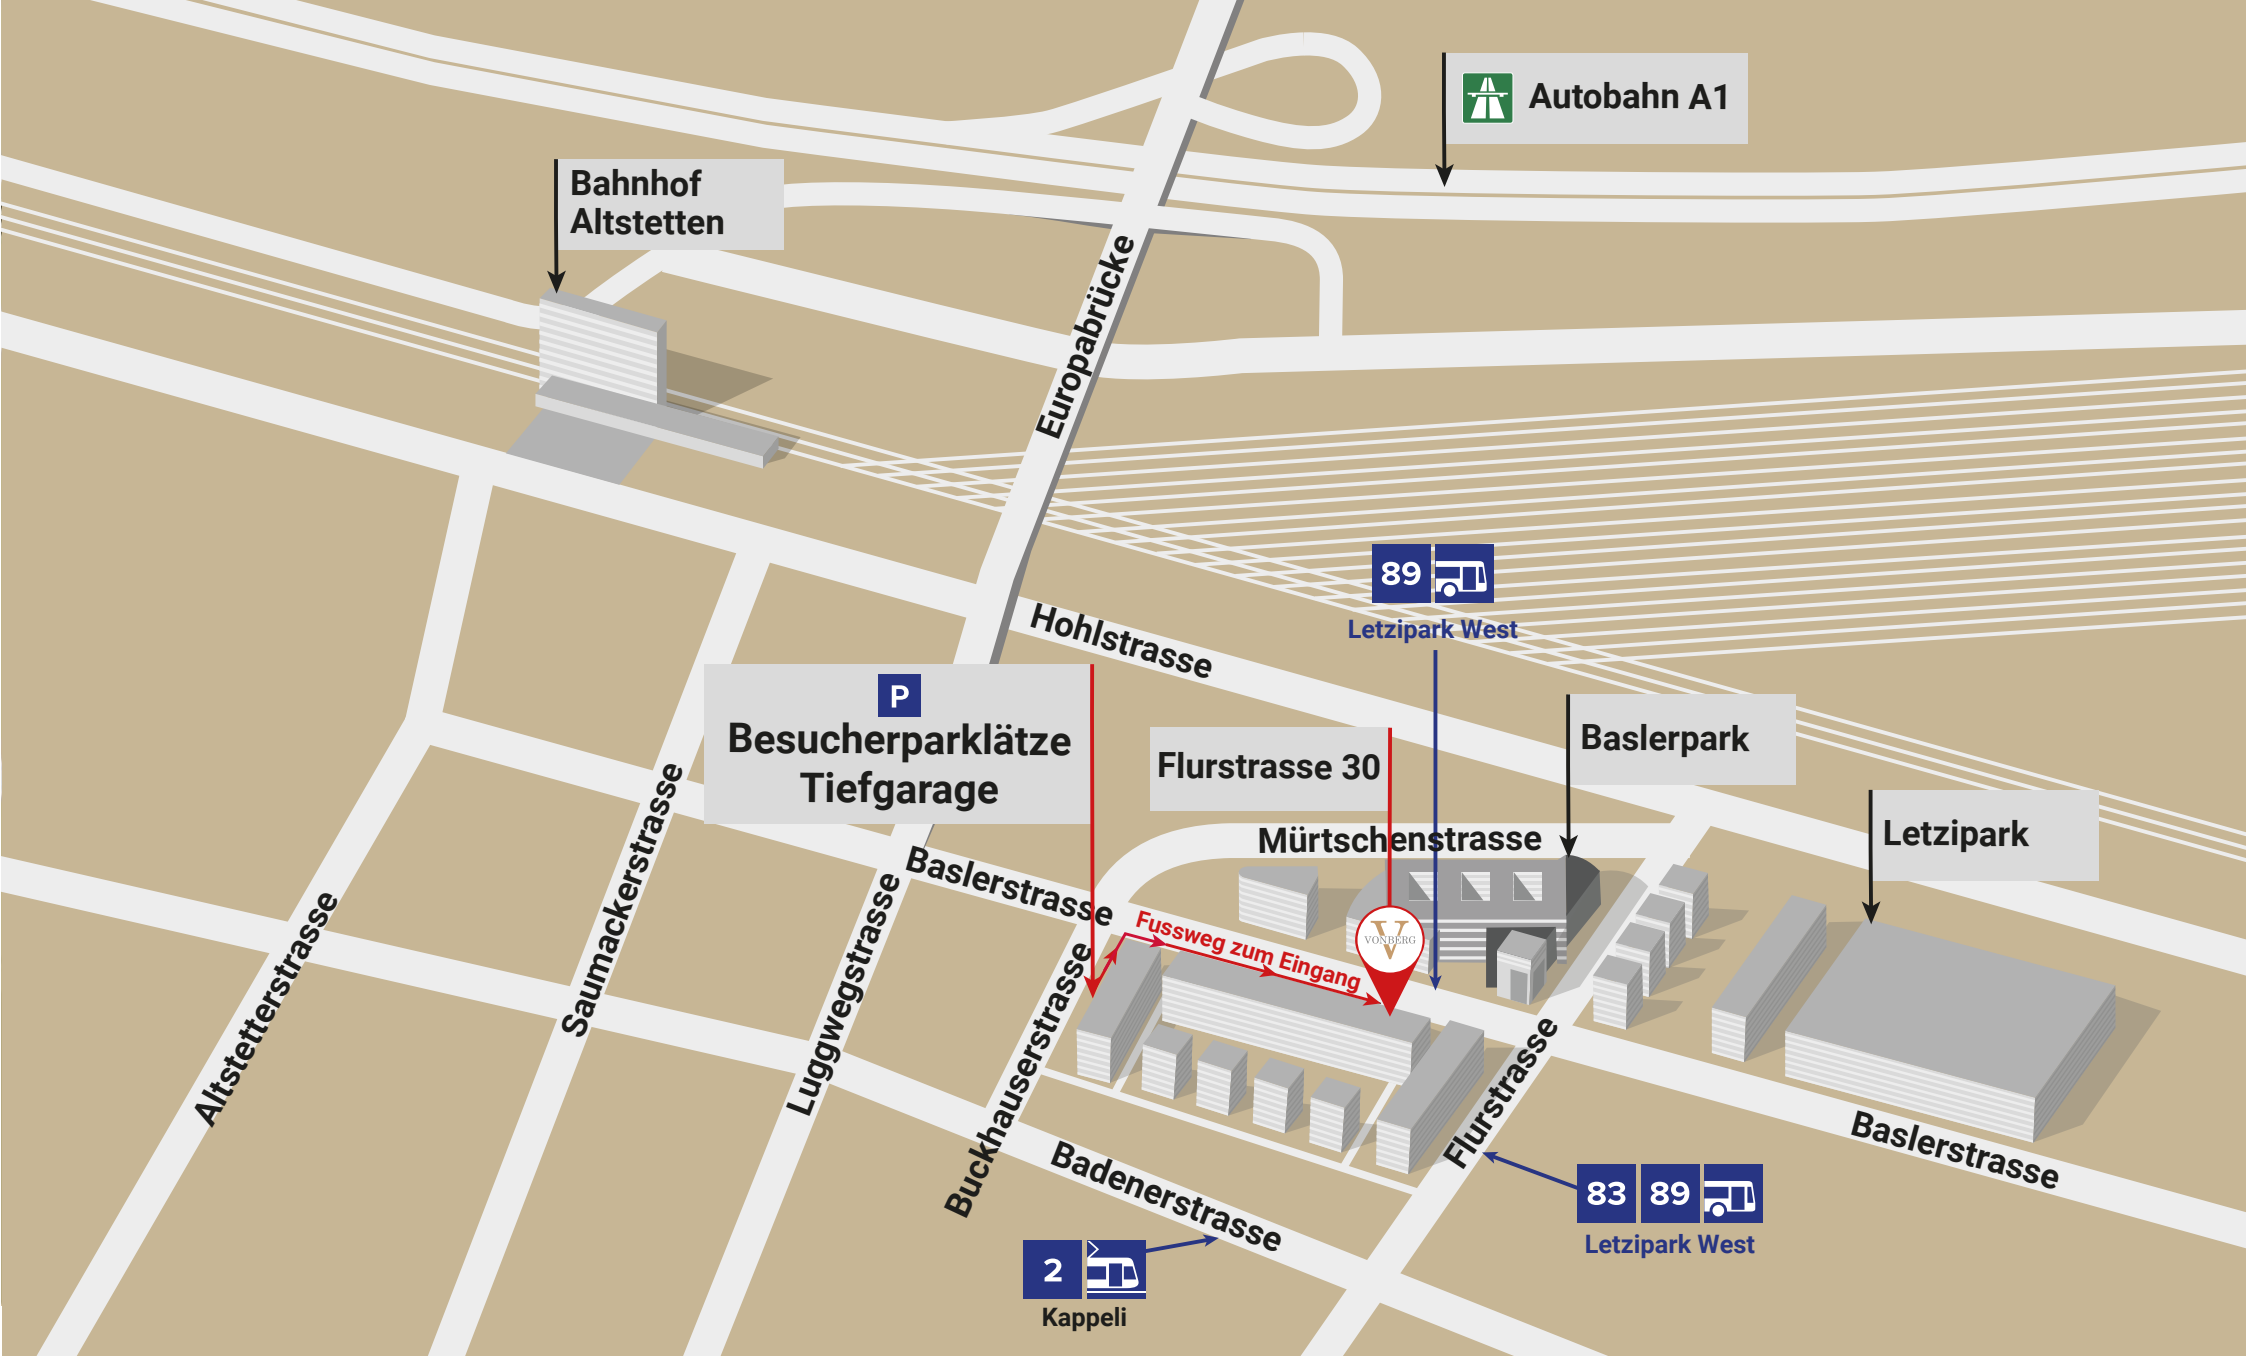 Autobahn A1
Bahnhof
Altstetten
Europabrücke
89
Letzipark West
Hohlstrasse
P
Besucherparklätze
Tiefgarage
Flurstrasse 30
Baslerpark
Letzipark
Mürtschenstrasse
Baslerstrasse
Fussweg zum Eingang
V
VONBERG
Altstetterstrasse
Saumackerstrasse
Luggwegstrasse
Buckhauserstrasse
Flurstrasse
Baslerstrasse
Badenerstrasse
83 89
Letzipark West
2
Kappeli